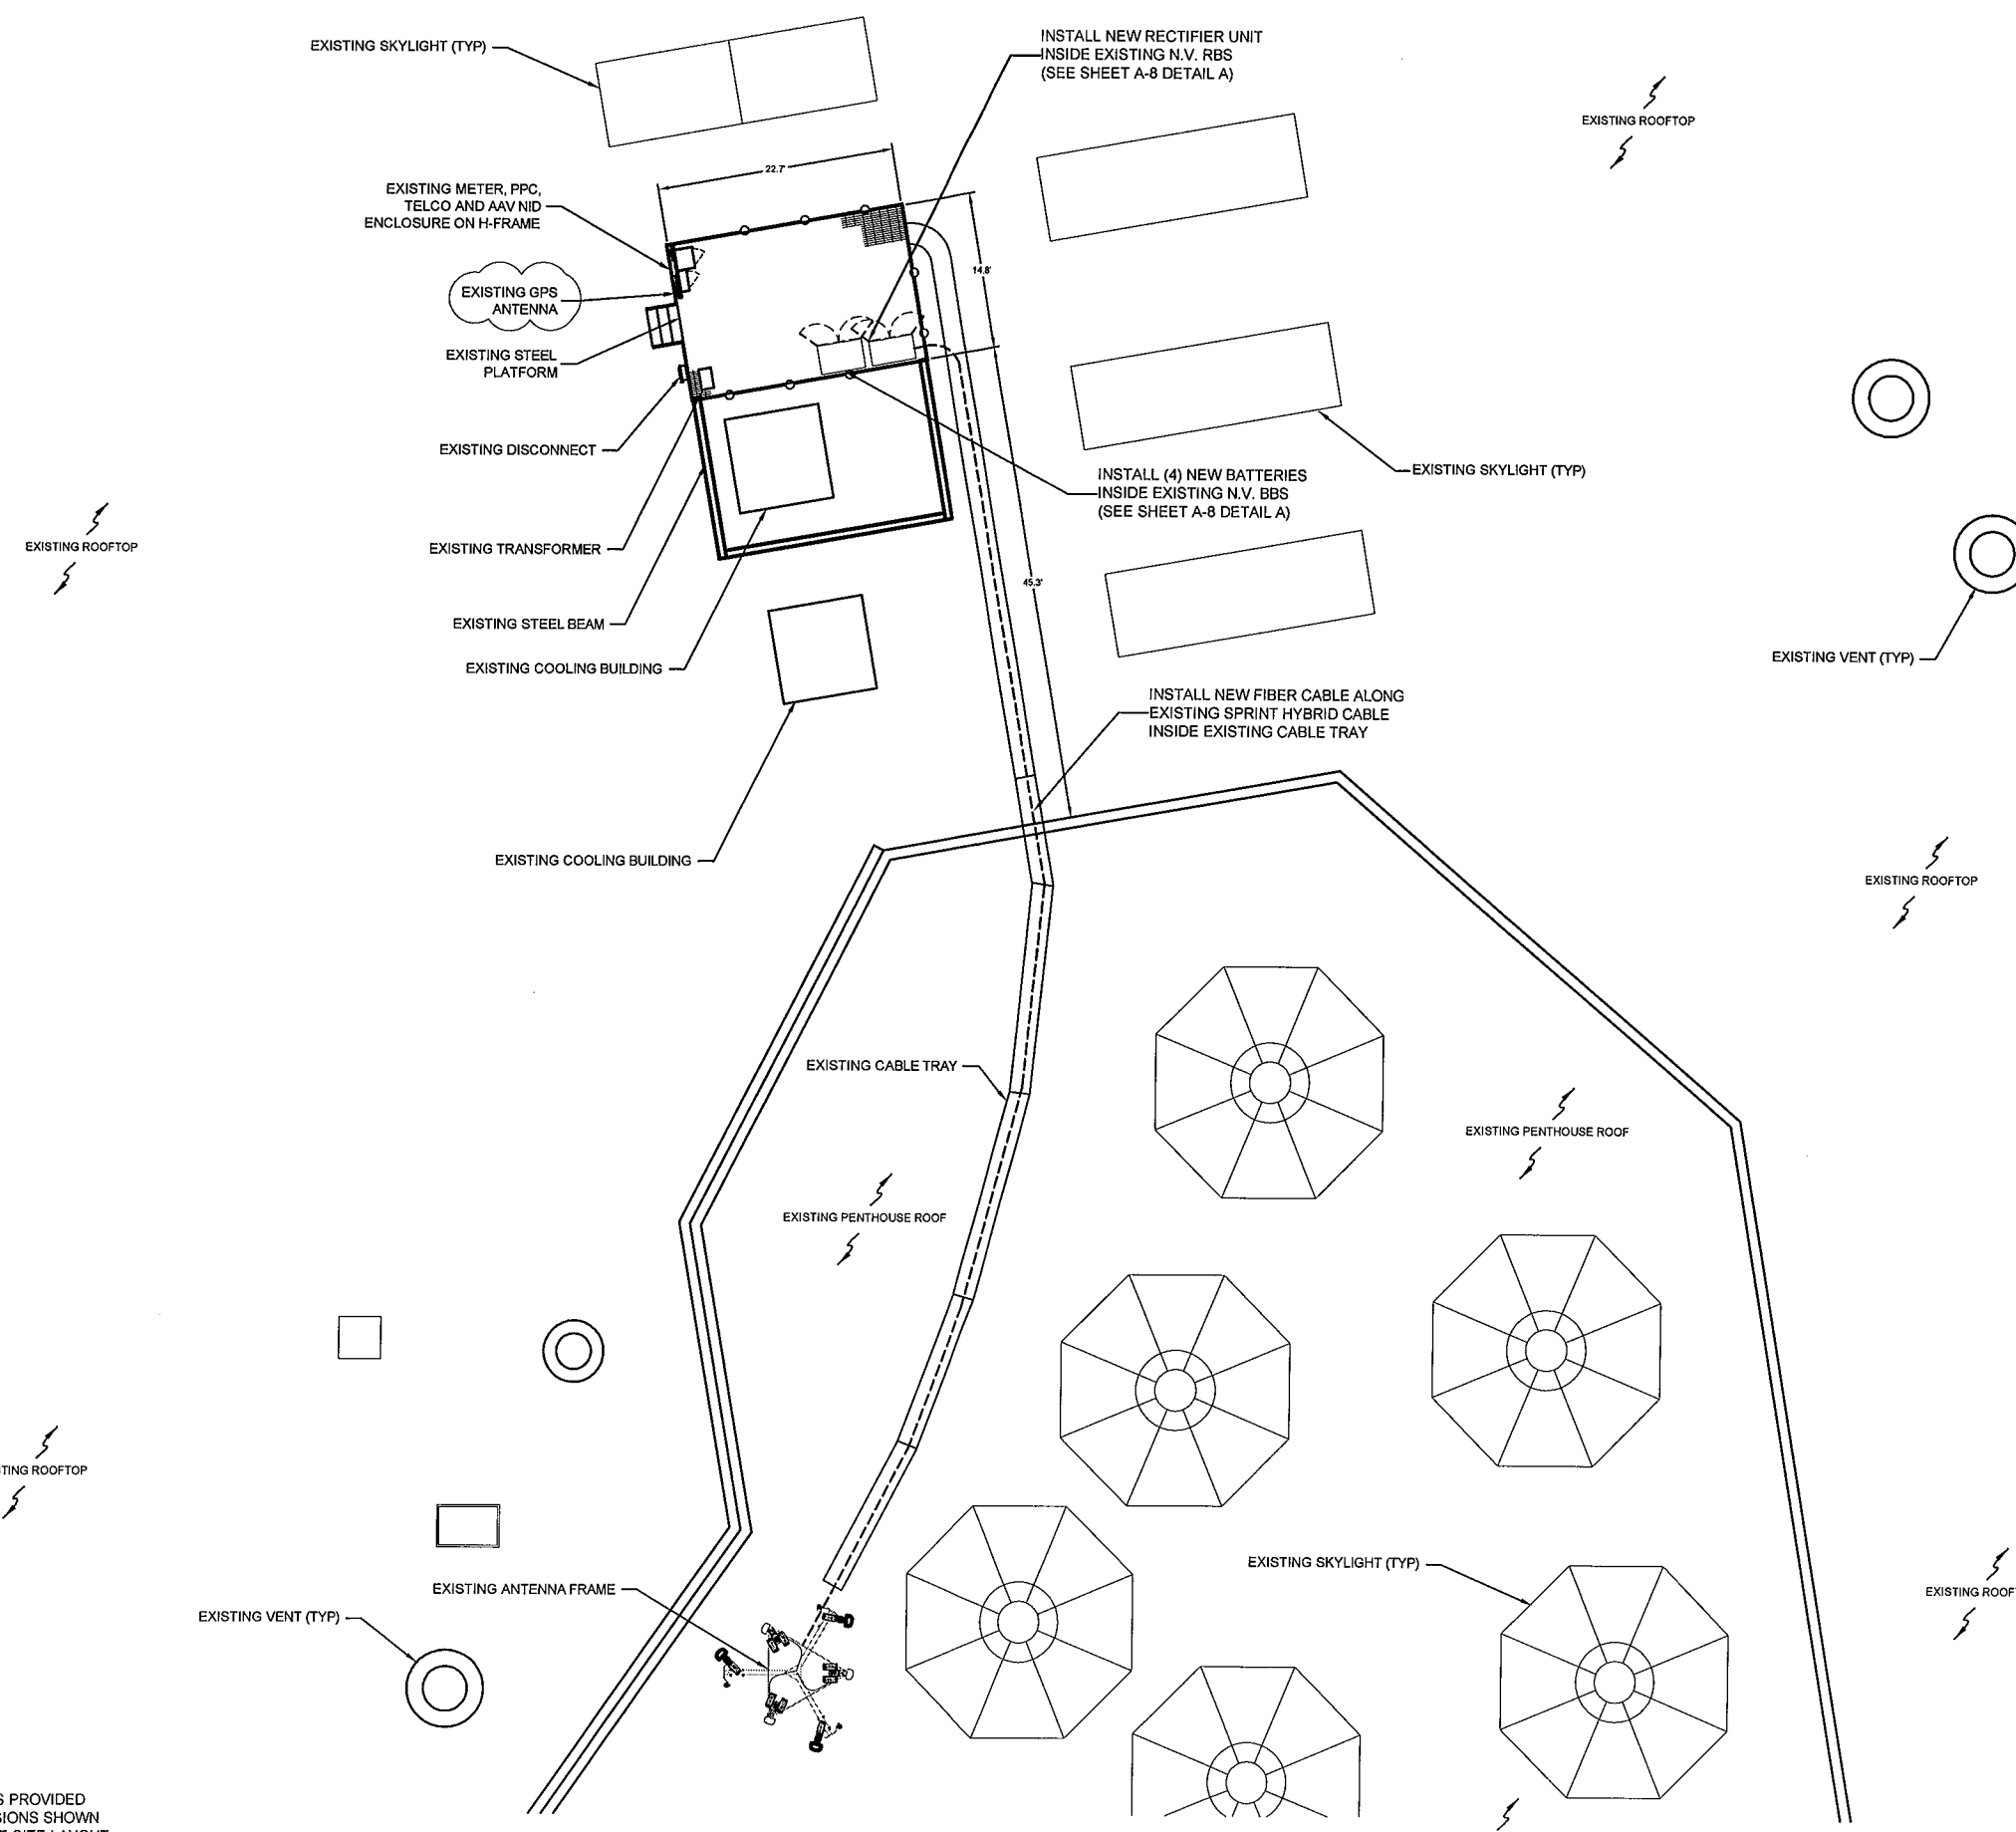 EXISTING SKYLIGHT (TYP)
INSTALL NEW RECTIFIER UNIT
INSIDE EXISTING N.V. RBS
(SEE SHEET A-8 DETAIL A)
EXISTING ROOFTOP
22.7'
EXISTING METER, PPC,
TELCO AND AAV NID
ENCLOSURE ON H-FRAME
14.8'
EXISTING GPS
ANTENNA
EXISTING STEEL
PLATFORM
EXISTING DISCONNECT
INSTALL (4) NEW BATTERIES
INSIDE EXISTING N.V. BBS
(SEE SHEET A-8 DETAIL A)
EXISTING SKYLIGHT (TYP)
EXISTING ROOFTOP
EXISTING TRANSFORMER
45.3'
EXISTING STEEL BEAM
EXISTING COOLING BUILDING
EXISTING VENT (TYP)
INSTALL NEW FIBER CABLE ALONG
EXISTING SPRINT HYBRID CABLE
INSIDE EXISTING CABLE TRAY
EXISTING COOLING BUILDING
EXISTING ROOFTOP
EXISTING CABLE TRAY
EXISTING PENTHOUSE ROOF
EXISTING PENTHOUSE ROOF
TING ROOFTOP
EXISTING SKYLIGHT (TYP)
EXISTING ANTENNA FRAME
EXISTING ROOF
EXISTING VENT (TYP)
S PROVIDED
SIONS SHOWN
SITE LAYOUT